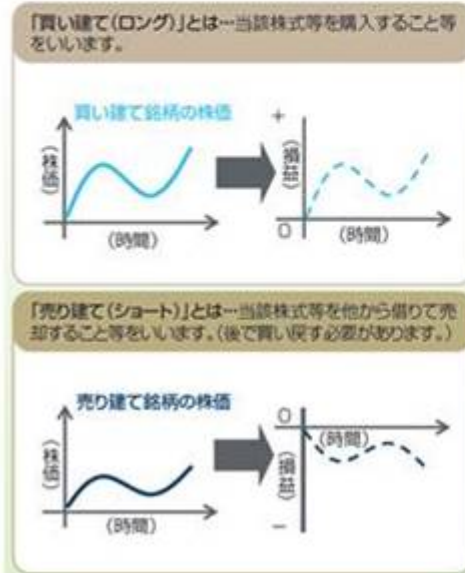 「買い建て(ロング)」とは…当該株式等を購入すること等
をいいます。
買い建て銘柄の株価
(株価)
(時間)
+
(損益)
0
(時間)
「売り建て(ショート)」とは…当該株式等を他から借りて売
却すること等をいいます。(後で買い戻す必要があります。)
売り建て銘柄の株価
(株価)
(時間)
0
(時間)
(損益)
−